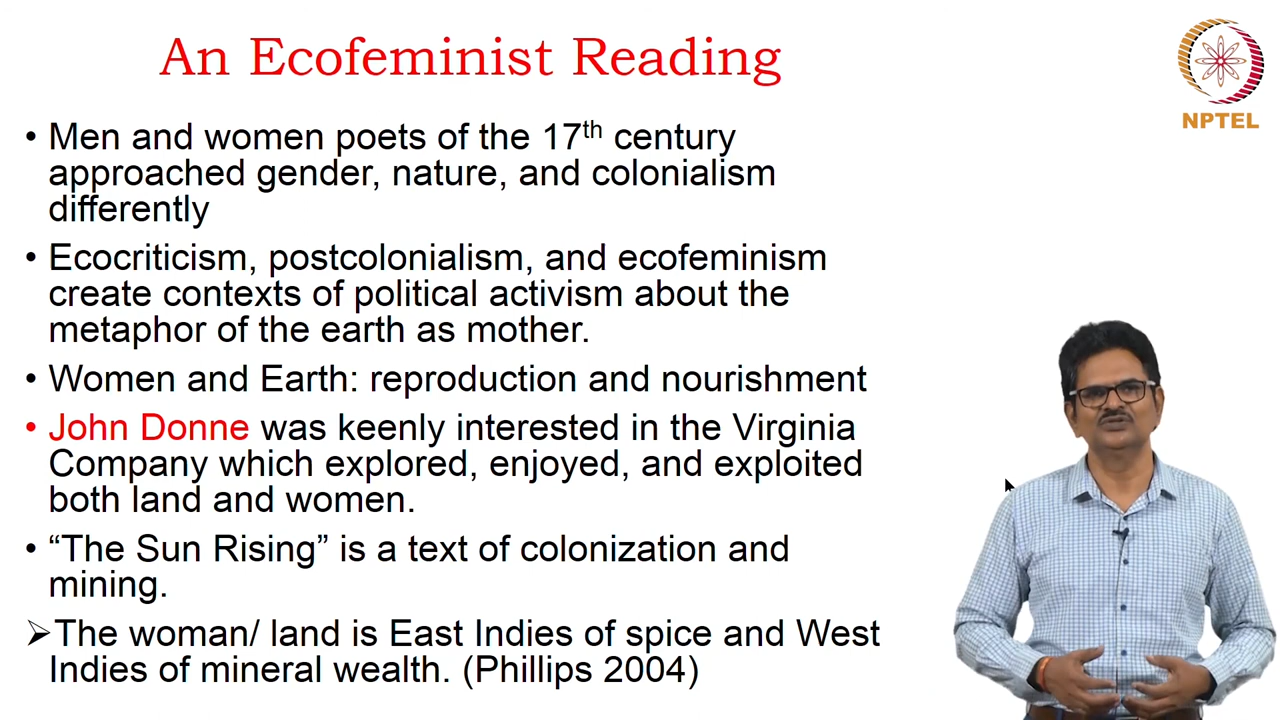 An Ecofeminist Reading
NPTEL
• Men and women poets of the 17th century
approached gender, nature, and colonialism
differently
• Ecocriticism, postcolonialism, and ecofeminism
create contexts of political activism about the
metaphor of the earth as mother.
• Women and Earth: reproduction and nourishment
• John Donne was keenly interested in the Virginia
Company which explored, enjoyed, and exploited
both land and women.
• “The Sun Rising” is a text of colonization and
mining.
➢The woman/ land is East Indies of spice and West
Indies of mineral wealth. (Phillips 2004)